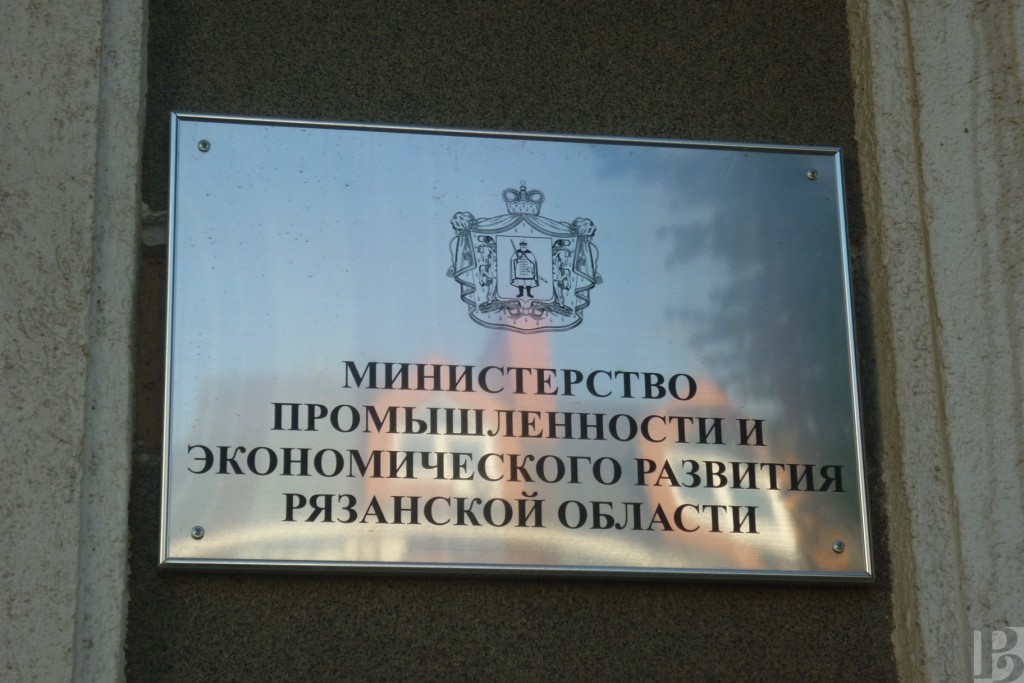 МИНИСТЕРСТВО
ПРОМЫШЛЕННОСТИ И
ЭКОНОМИЧЕСКОГО РАЗВИТИЯ
РЯЗАНСКОЙ ОБЛАСТИ